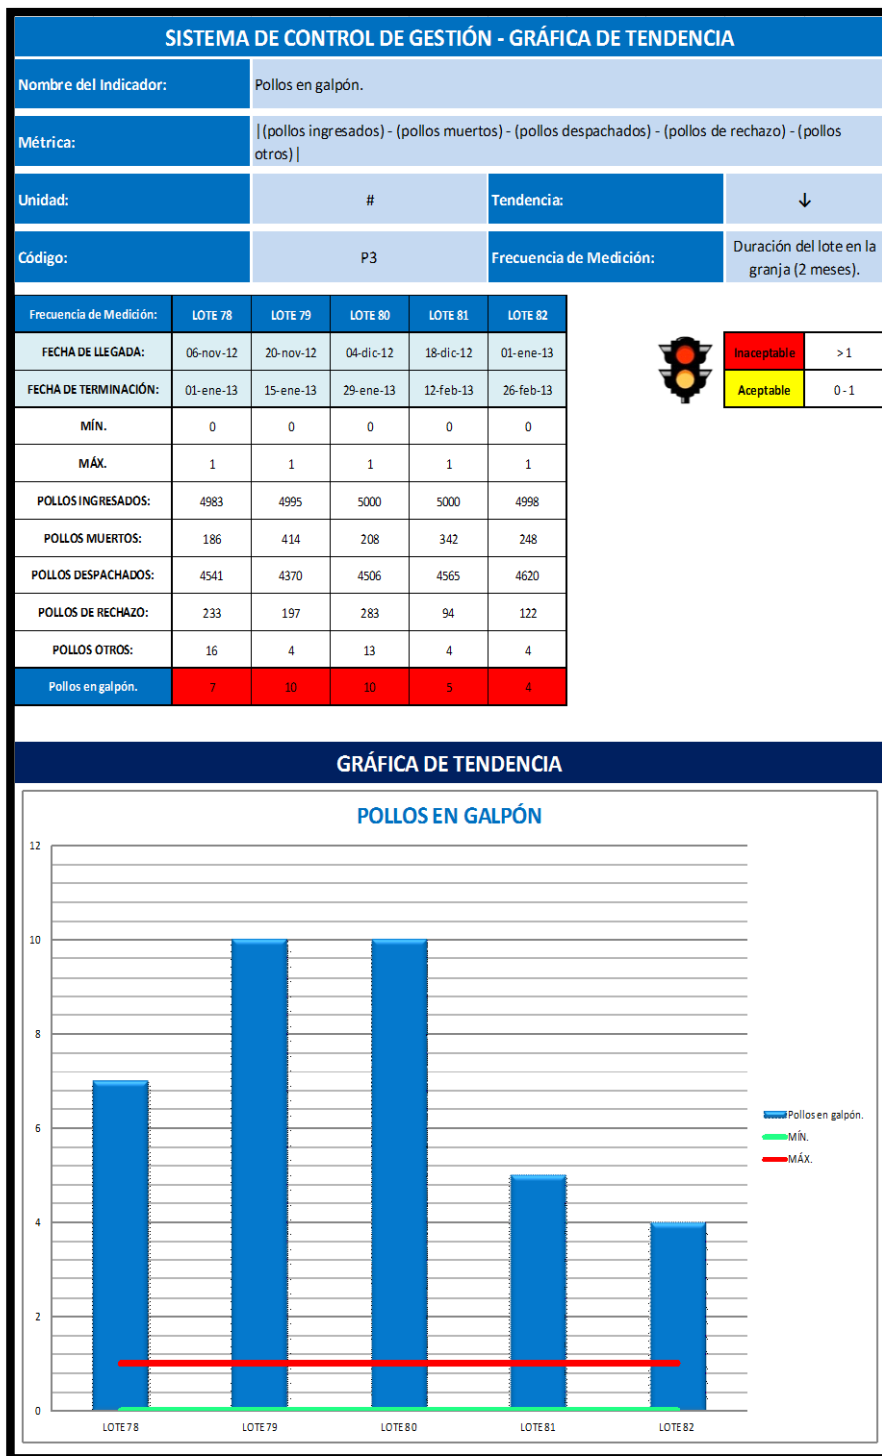 SISTEMA DE CONTROL DE GESTIÓN - GRÁFICA DE TENDENCIA
Nombre del Indicador: Pollos en galpón.
Métrica: |(pollos ingresados) - (pollos muertos) - (pollos despachados) - (pollos de rechazo) - (pollos
otros)|
Unidad: # Tendencia: ↓
Código: P3 Frecuencia de Medición: Duración del lote en la
granja (2 meses).
Frecuencia de Medición: LOTE 78 LOTE 79 LOTE 80 LOTE 81 LOTE 82
FECHA DE LLEGADA: 06-nov-12 20-nov-12 04-dic-12 18-dic-12 01-ene-13 Inaceptable > 1
FECHA DE TERMINACIÓN: 01-ene-13 15-ene-13 29-ene-13 12-feb-13 26-feb-13 Aceptable 0 - 1
MÍN. 0 0 0 0 0
MÁX. 1 1 1 1 1
POLLOS INGRESADOS: 4983 4995 5000 5000 4998
POLLOS MUERTOS: 186 414 208 342 248
POLLOS DESPACHADOS: 4541 4370 4506 4565 4620
POLLOS DE RECHAZO: 233 197 283 94 122
POLLOS OTROS: 16 4 13 4 4
Pollos en galpón. 7 10 10 5 4
GRÁFICA DE TENDENCIA
POLLOS EN GALPÓN
12
10
8
6
4
2
0
LOTE 78 LOTE 79 LOTE 80 LOTE 81 LOTE 82
Pollos en galpón.
MÍN.
MÁX.